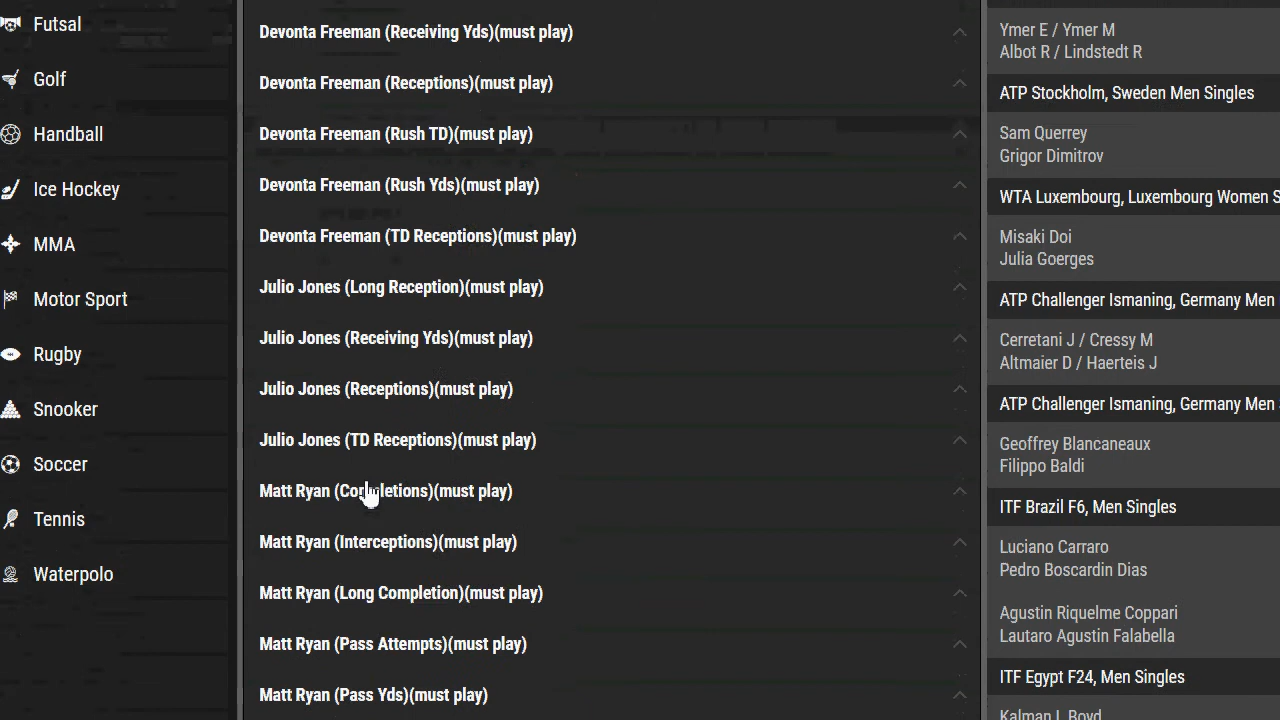 Futsal
Golf
Handball
Ice Hockey
MMA
Motor Sport
Rugby
Snooker
Soccer
Tennis
Waterpolo
Devonta Freeman (Receiving Yds)(must play)
Devonta Freeman (Receptions)(must play)
Devonta Freeman (Rush TD)(must play)
Devonta Freeman (Rush Yds)(must play)
Devonta Freeman (TD Receptions)(must play)
Julio Jones (Long Reception)(must play)
Julio Jones (Receiving Yds)(must play)
Julio Jones (Receptions)(must play)
Julio Jones (TD Receptions)(must play)
Matt Ryan (Completions)(must play)
Matt Ryan (Interceptions)(must play)
Matt Ryan (Long Completion)(must play)
Matt Ryan (Pass Attempts)(must play)
Matt Ryan (Pass Yds)(must play)
Ymer E / Ymer M
Albot R / Lindstedt R
ATP Stockholm, Sweden Men Singles
Sam Querrey
Grigor Dimitrov
WTA Luxembourg, Luxembourg Women S
Misaki Doi
Julia Goerges
ATP Challenger Ismaning, Germany Men
Cerretani J / Cressy M
Altmaier D / Haerteis J
ATP Challenger Ismaning, Germany Men
Geoffrey Blancaneaux
Filippo Baldi
ITF Brazil F6, Men Singles
Luciano Carraro
Pedro Boscardin Dias
Agustin Riquelme Coppari
Lautaro Agustin Falabella
ITF Egypt F24, Men Singles
Kalman L Boyd